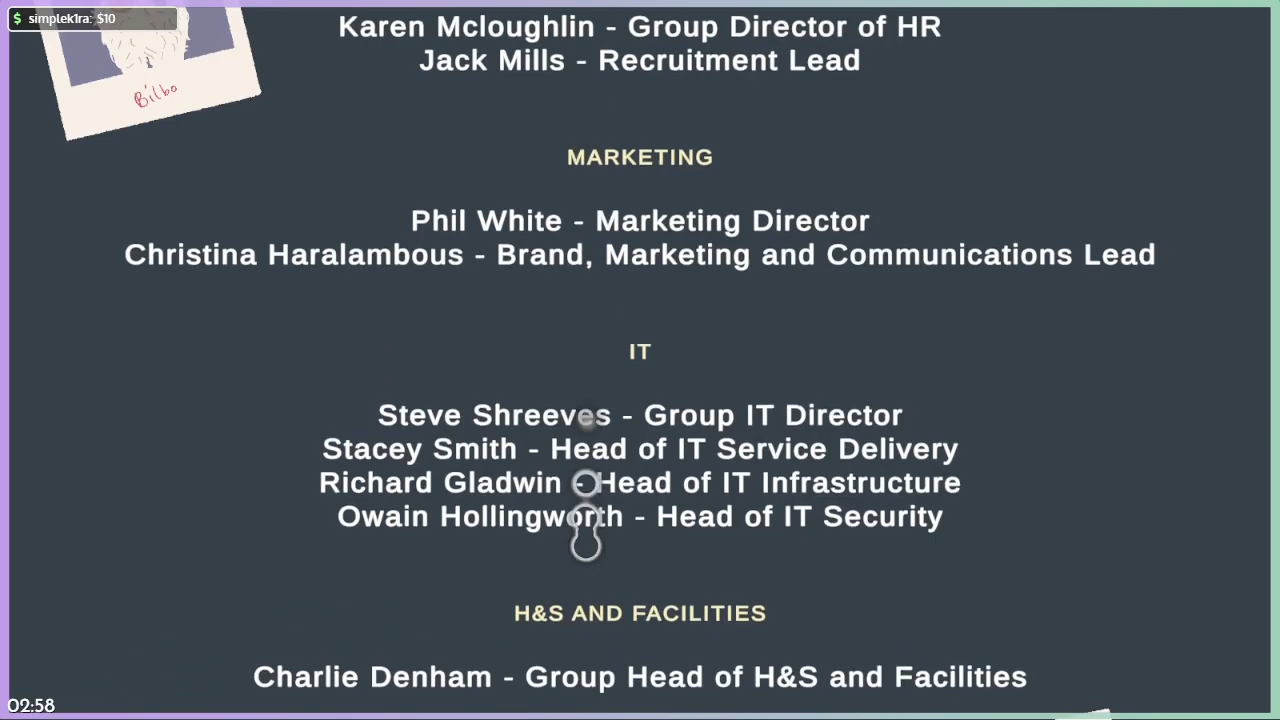 $ simplek1ra: $10
Karen Mcloughlin - Group Director of HR
Jack Mills - Recruitment Lead
Bilbo
MARKETING
Phil White - Marketing Director
Christina Haralambous - Brand, Marketing and Communications Lead
IT
Steve Shreeves - Group IT Director
Stacey Smith - Head of IT Service Delivery
Richard Gladwin - Head of IT Infrastructure
Owain Hollingworth - Head of IT Security
H&S AND FACILITIES
Charlie Denham - Group Head of H&S and Facilities
02:58